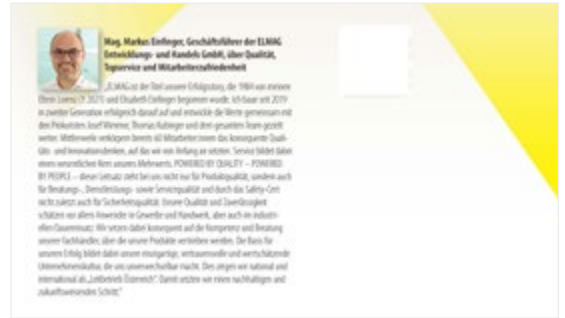 Mag. Markus Einfinger, Geschäftsführer der ELMAG
Entwicklungs- und Handels GmbH, über Qualität,
Topservice und Mitarbeiterzufriedenheit
„ELMAG ist der Titel unserer Erfolgsstory, die 1984 von meinen
Eltern Lorenz († 2021) und Elisabeth Einfinger begonnen wurde. Ich baue seit 2019
in zweiter Generation erfolgreich darauf auf und entwickle die Werte gemeinsam mit
den Prokuristen Josef Wimmer, Thomas Aubinger und dem gesamten Team gezielt
weiter. Mittlerweile verkörpern bereits 60 Mitarbeiter:innen das konsequente Quali-
täts- und Innovationsdenken, auf das wir von Anfang an setzten. Service bildet dabei
einen wesentlichen Kern unseres Mehrwerts. POWERED BY QUALITY – POWERED
BY PEOPLE – dieser Leitsatz steht bei uns nicht nur für Produktqualität, sondern auch
für Beratungs-, Dienstleistungs- sowie Servicequalität und durch das Safety-Cert
nicht zuletzt auch für Sicherheitsqualität. Unsere Qualität und Zuverlässigkeit
schätzen vor allem Anwender in Gewerbe und Handwerk, aber auch im industri-
ellen Dauereinsatz. Wir setzen dabei konsequent auf die Kompetenz und Beratung
unserer Fachhändler, über die unsere Produkte vertrieben werden. Die Basis für
unseren Erfolg bildet dabei unsere einzigartige, vertrauensvolle und wertschätzende
Unternehmenskultur, die uns unverwechselbar macht. Dies zeigen wir national und
international als „Leitbetrieb Österreich“. Damit setzten wir einen nachhaltigen und
zukunftsweisenden Schritt.“